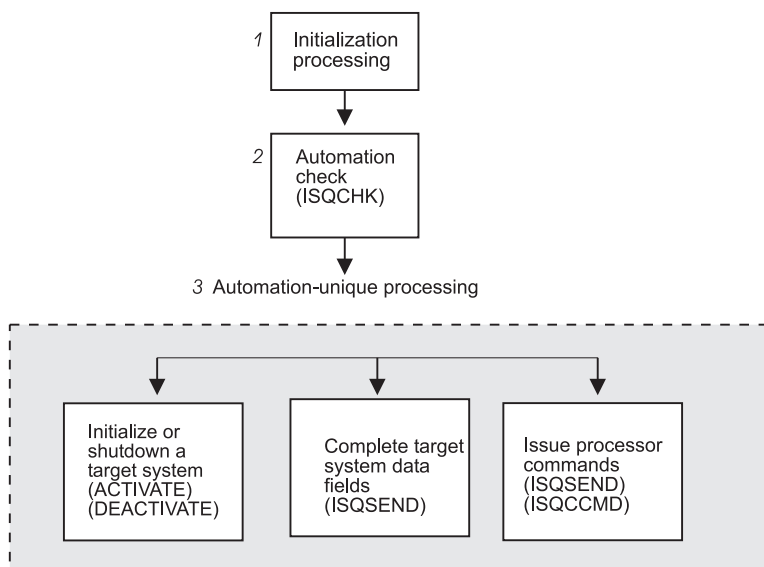 1 Initialization
processing
2 Automation
check
(ISQCHK)
3 Automation-unique processing
Initialize or
shutdown a
target system
(ACTIVATE)
(DEACTIVATE)
Complete target
system data
fields
(ISQSEND)
Issue processor
commands
(ISQSEND)
(ISQCCMD)